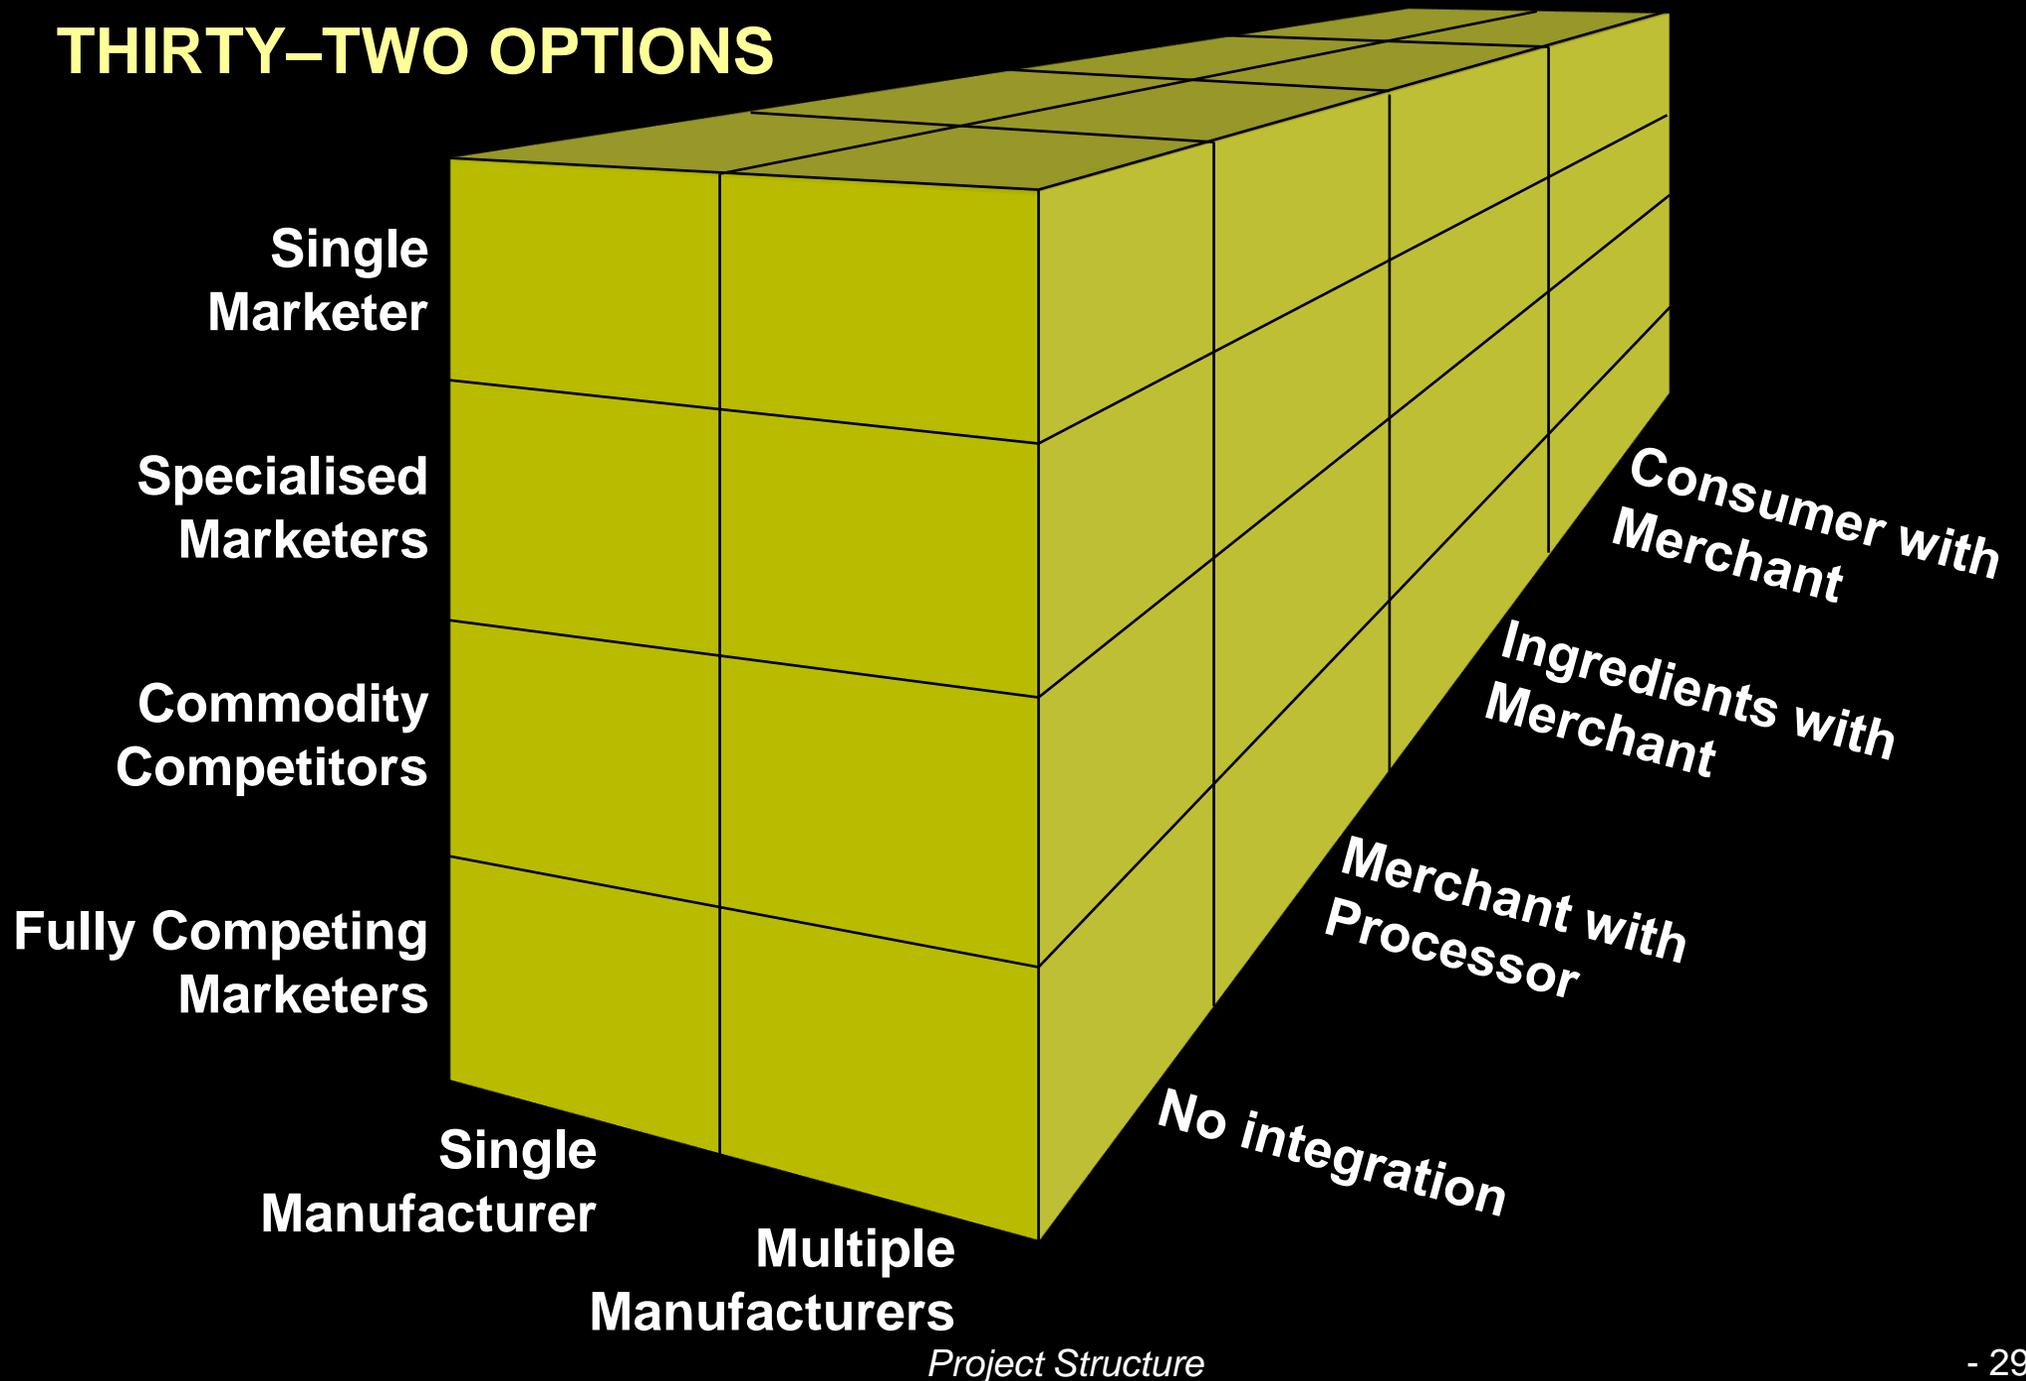 THIRTY–TWO OPTIONS
Single
Marketer
Specialised
Marketers
Commodity
Competitors
Fully Competing
Marketers
Single
Manufacturer
Multiple
Manufacturers
Consumer with
Merchant
Ingredients with
Merchant
Merchant with
Processor
No integration
Project Structure
- 29